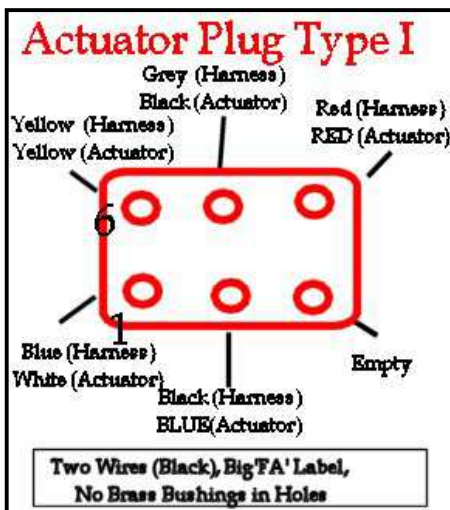 Actuator Plug Type I
Grey (Harness)
Black (Actuator)
Red (Harness)
RED (Actuator)
Yellow (Harness)
Yellow (Actuator)
6
1
Blue (Harness)
White (Actuator)
Black (Harness)
BLUE(Actuator)
Empty
Two Wires (Black), Big'FA' Label,
No Brass Bushings in Holes